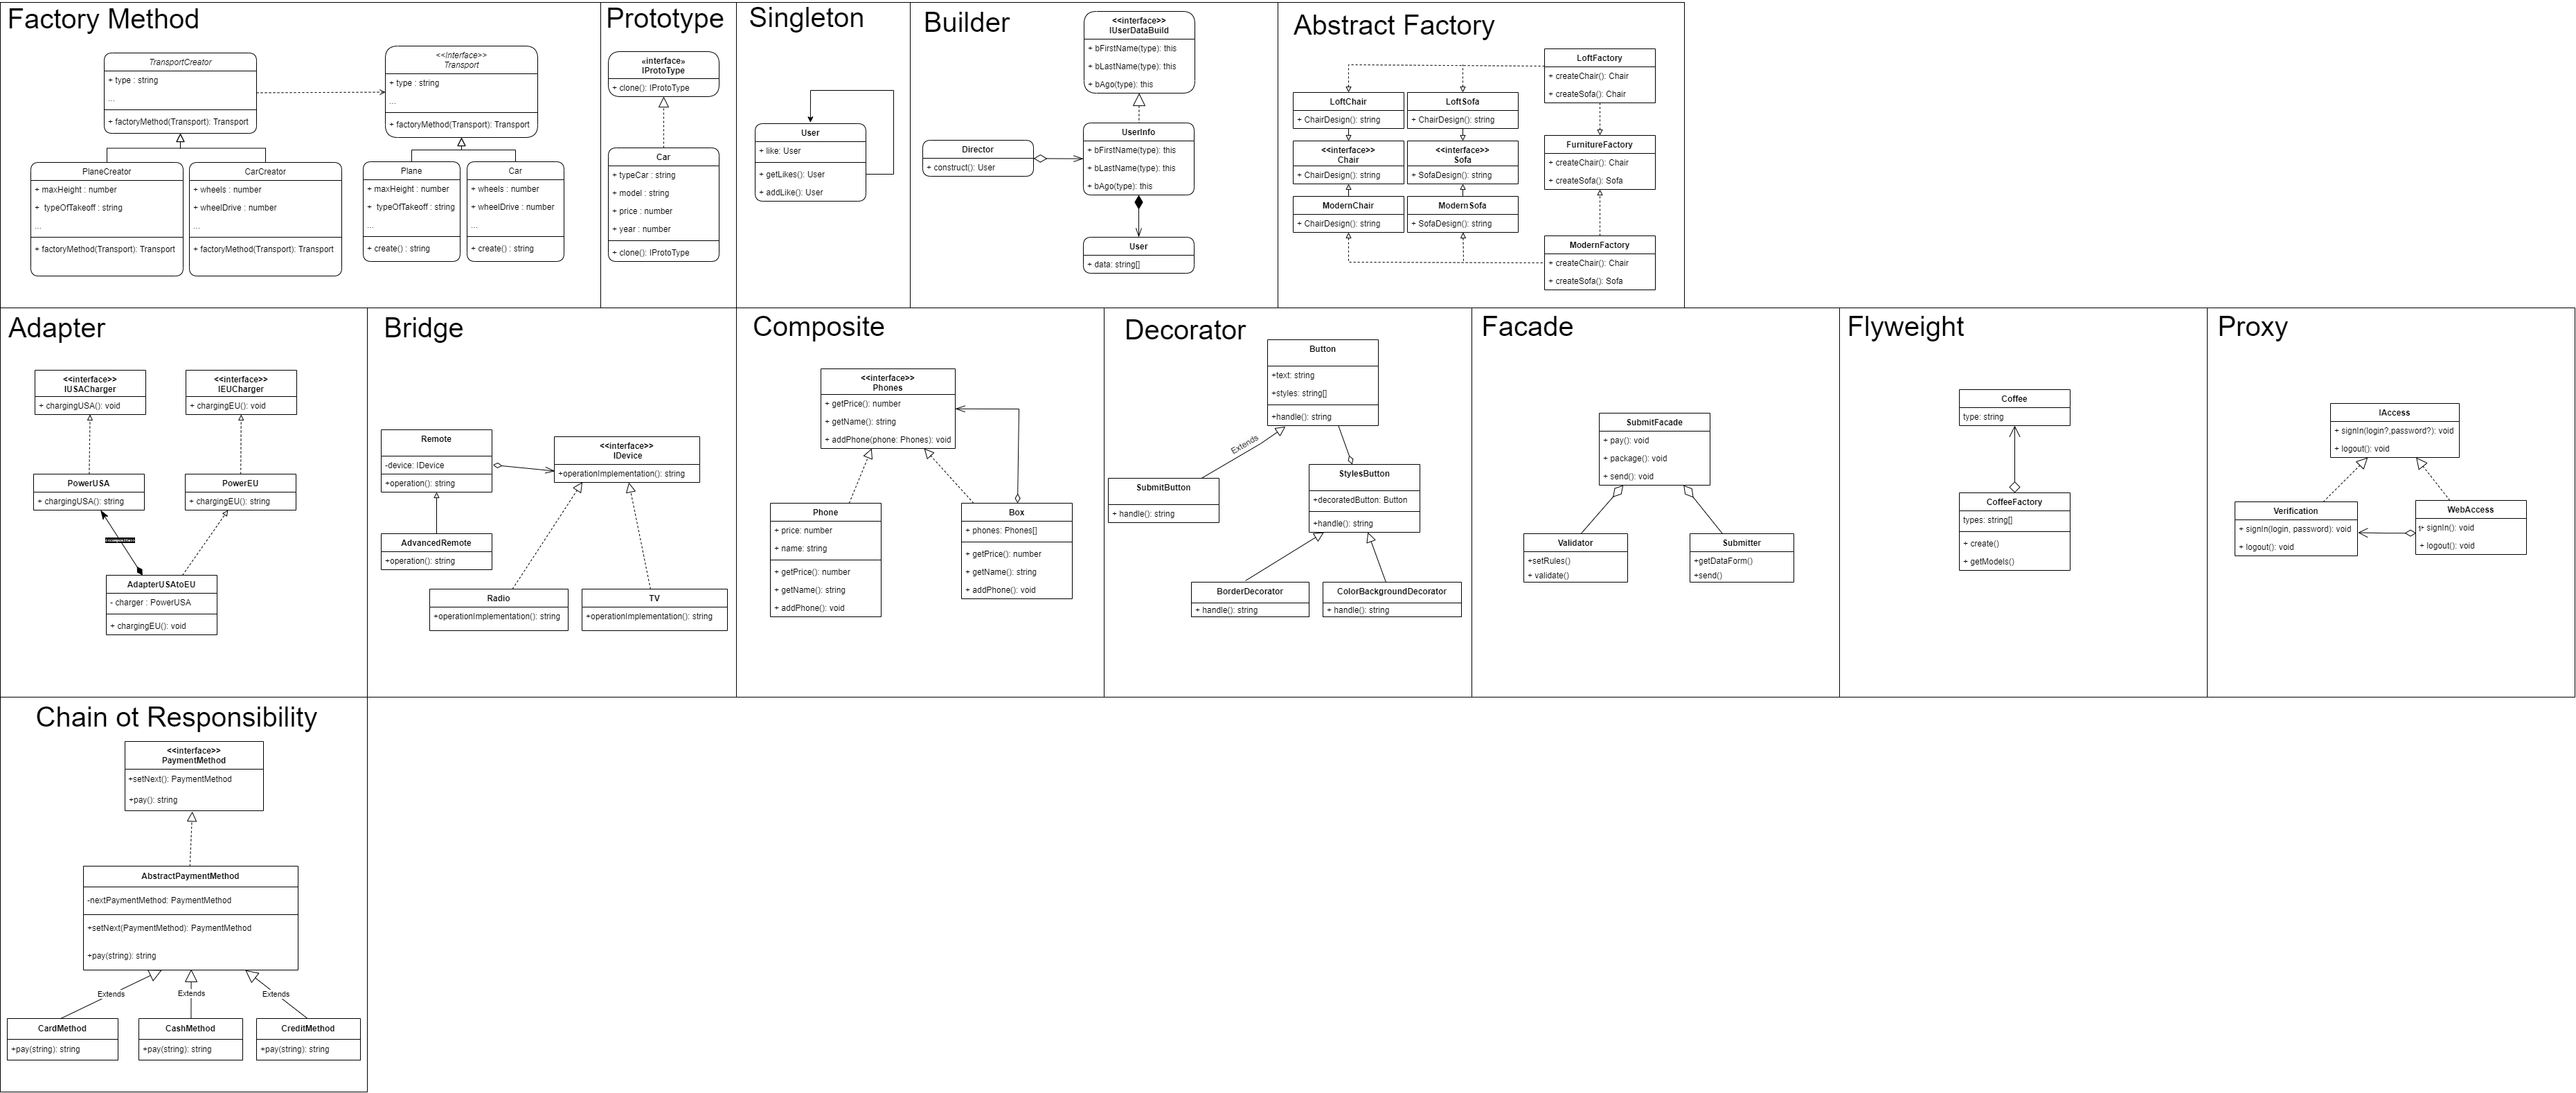 Factory Method
TransportCreator
+ type : string
...
+ factoryMethod(Transport): Transport
<<Interface>>
Transport
+ type : string
...
+ factoryMethod(Transport): Transport
PlaneCreator
+ maxHeight : number
+ typeOfTakeoff : string
...
+ factoryMethod(Transport): Transport
CarCreator
+ wheels : number
+ wheelDrive : number
...
+ factoryMethod(Transport): Transport
Plane
+ maxHeight : number
+ typeOfTakeoff : string
...
+ create() : string
Car
+ wheels : number
+ wheelDrive : number
...
+ create() : string
Prototype
«interface»
IProtoType
+ clone(): IProtoType
Car
+ typeCar : string
+ model : string
+ price : number
+ year : number
+ clone(): IProtoType
Singleton
User
+ like: User
+ getLikes(): User
+ addLike(): User
Builder
<<interface>>
IUserDataBuild
+ bFirstName(type): this
+ bLastName(type): this
+ bAgo(type): this
Director
+ construct(): User
UserInfo
+ bFirstName(type): this
+ bLastName(type): this
+ bAgo(type): this
User
+ data: string[]
Abstract Factory
LoftFactory
+ createChair(): Chair
+ createSofa(): Chair
LoftChair
+ ChairDesign(): string
LoftSofa
+ ChairDesign(): string
<<interface>>
Chair
+ ChairDesign(): string
<<interface>>
Sofa
+ SofaDesign(): string
FurnitureFactory
+ createChair(): Chair
+ createSofa(): Sofa
ModernChair
+ ChairDesign(): string
ModernSofa
+ SofaDesign(): string
ModernFactory
+ createChair(): Chair
+ createSofa(): Sofa
Adapter
<<interface>>
IUSACharger
+ chargingUSA(): void
<<interface>>
IEUCharger
+ chargingEU(): void
PowerUSA
+ chargingUSA(): string
PowerEU
+ chargingEU(): string
AdapterUSAtoEU
- charger : PowerUSA
+ chargingEU(): void
Bridge
Remote
-device: IDevice
+operation(): string
<<interface>>
IDevice
+operationImplementation(): string
AdvancedRemote
+operation(): string
Radio
+operationImplementation(): string
TV
+operationImplementation(): string
Composite
<<interface>>
Phones
+ getPrice(): number
+ getName(): string
+ addPhone(phone: Phones): void
Phone
+ price: number
+ name: string
+ getPrice(): number
+ getName(): string
+ addPhone(): void
Box
+ phones: Phones[]
+ getPrice(): number
+ getName(): string
+ addPhone(): void
Decorator
Button
+text: string
+styles: string[]
+handle(): string
Extends
SubmitButton
+ handle(): string
StylesButton
+decoratedButton: Button
+handle(): string
BorderDecorator
+ handle(): string
ColorBackgroundDecorator
+ handle(): string
Facade
SubmitFacade
+ pay(): void
+ package(): void
+ send(): void
Validator
+setRules()
+ validate()
Submitter
+getDataForm()
+send()
Flyweight
Coffee
type: string
CoffeeFactory
types: string[]
+ create()
+ getModels()
Proxy
IAccess
+ signIn(login?,password?): void
+ logout(): void
Verification
+ signIn(login, password): void
+ logout(): void
WebAccess
+ signIn(): void
+ logout(): void
Chain ot Responsibility
<<interface>>
PaymentMethod
+setNext(): PaymentMethod
+pay(): string
AbstractPaymentMethod
-nextPaymentMethod: PaymentMethod
+setNext(PaymentMethod): PaymentMethod
+pay(string): string
Extends
Extends
Extends
CardMethod
+pay(string): string
CashMethod
+pay(string): string
CreditMethod
+pay(string): string